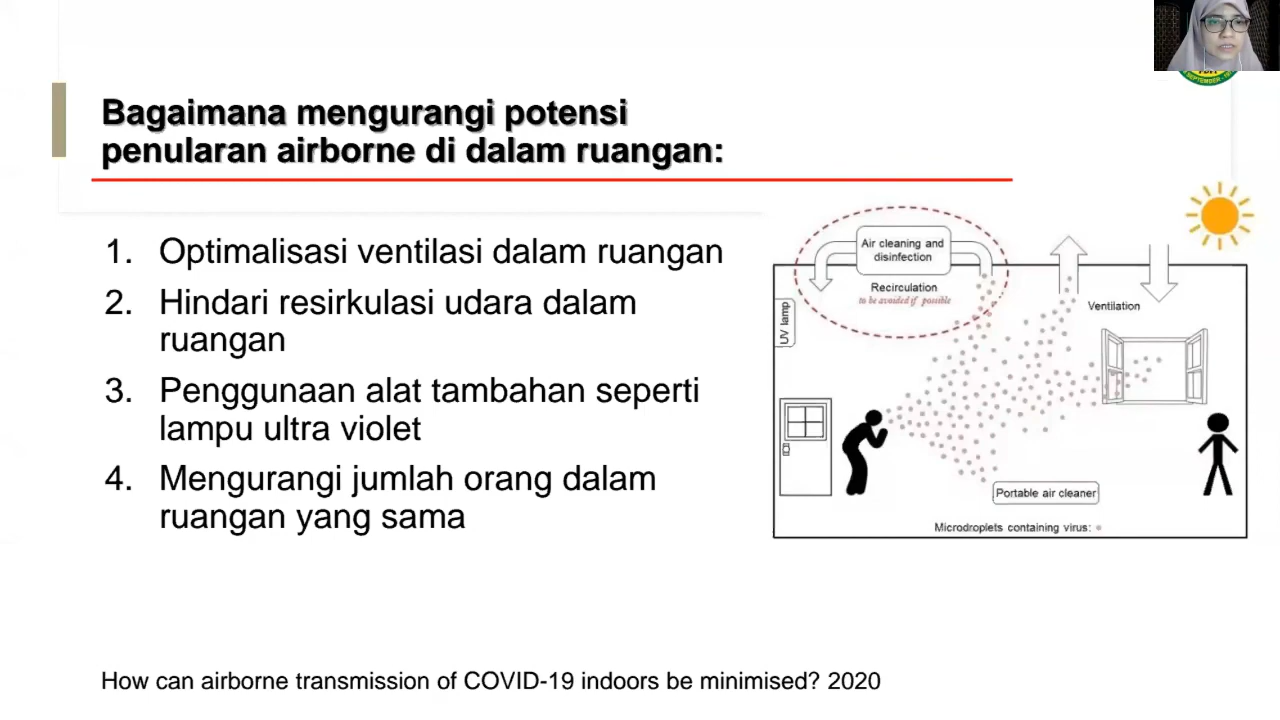 Bagaimana mengurangi potensi
penularan airborne di dalam ruangan:
1. Optimalisasi ventilasi dalam ruangan
2. Hindari resirkulasi udara dalam
ruangan
3. Penggunaan alat tambahan seperti
lampu ultra violet
4. Mengurangi jumlah orang dalam
ruangan yang sama
Air cleaning and
disinfection
Recirculation
to be avoided if possible
UV lamp
Ventilation
Portable air cleaner
Microdroplets containing virus:
How can airborne transmission of COVID-19 indoors be minimised? 2020